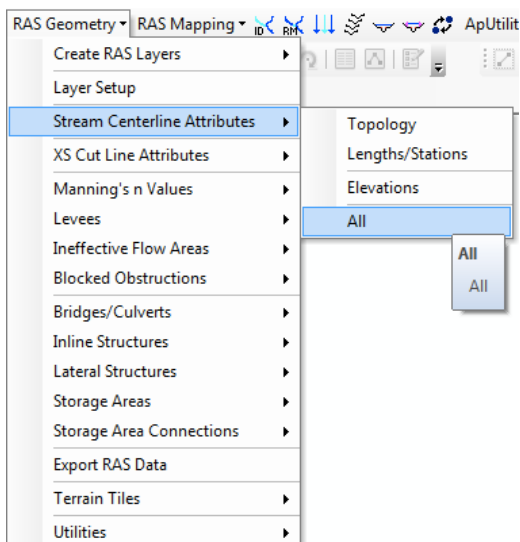 RAS Geometry RAS Mapping ID RM ApUtilit
Create RAS Layers
Layer Setup
Stream Centerline Attributes
XS Cut Line Attributes
Manning's n Values
Levees
Ineffective Flow Areas
Blocked Obstructions
Bridges/Culverts
Inline Structures
Lateral Structures
Storage Areas
Storage Area Connections
Export RAS Data
Terrain Tiles
Utilities
Topology
Lengths/Stations
Elevations
All
All
All